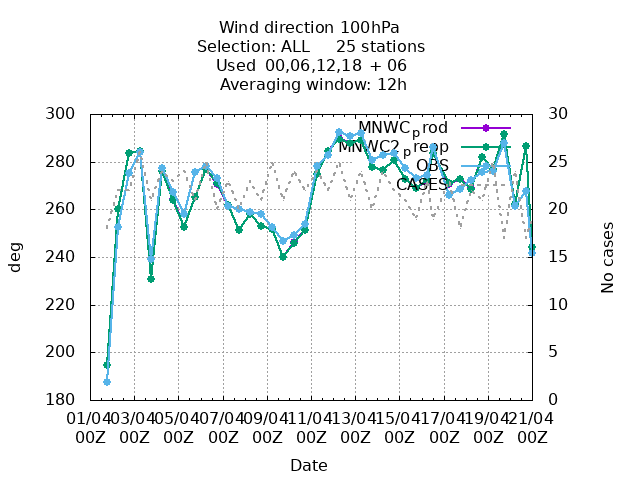 Wind direction 100hPa
Selection: ALL 25 stations
Used 00,06,12,18 + 06
Averaging window: 12h
300 30
MNWCprod
MNWC2preop
280 25
OBS
CASES
260 20
deg
No cases
240 15
220 10
200 5
180 0
01/04 03/04 05/04 07/04 09/04 11/04 13/04 15/04 17/04 19/04 21/04
00Z 00Z 00Z 00Z 00Z 00Z 00Z 00Z 00Z 00Z 00Z
Date